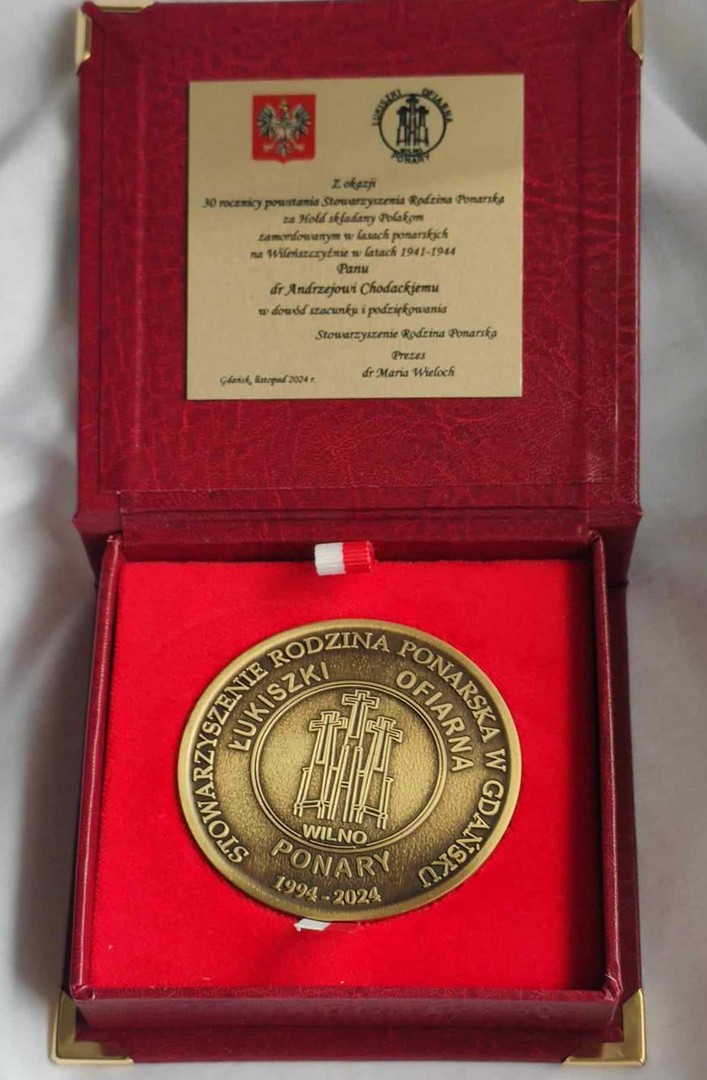 ŁUKISZKI OFIARNA
WILNO
PONARY
Z okazji
30 rocznicy powstania Stowarzyszenia Rodzina Ponarska
za Hołd składany Polakom
zamordowanym w lasach ponarskich
na Wileńszczyźnie w latach 1941-1944
Panu
dr Andrzejowi Chodackiemu
w dowód szacunku i podziękowania
Stowarzyszenie Rodzina Ponarska
Prezes
dr Maria Wieloch
Gdańsk, listopad 2024 r.
STOWARZYSZENIE RODZINA PONARSKA W GDAŃSKU
ŁUKISZKI OFIARNA
WILNO
PONARY
1994-2024